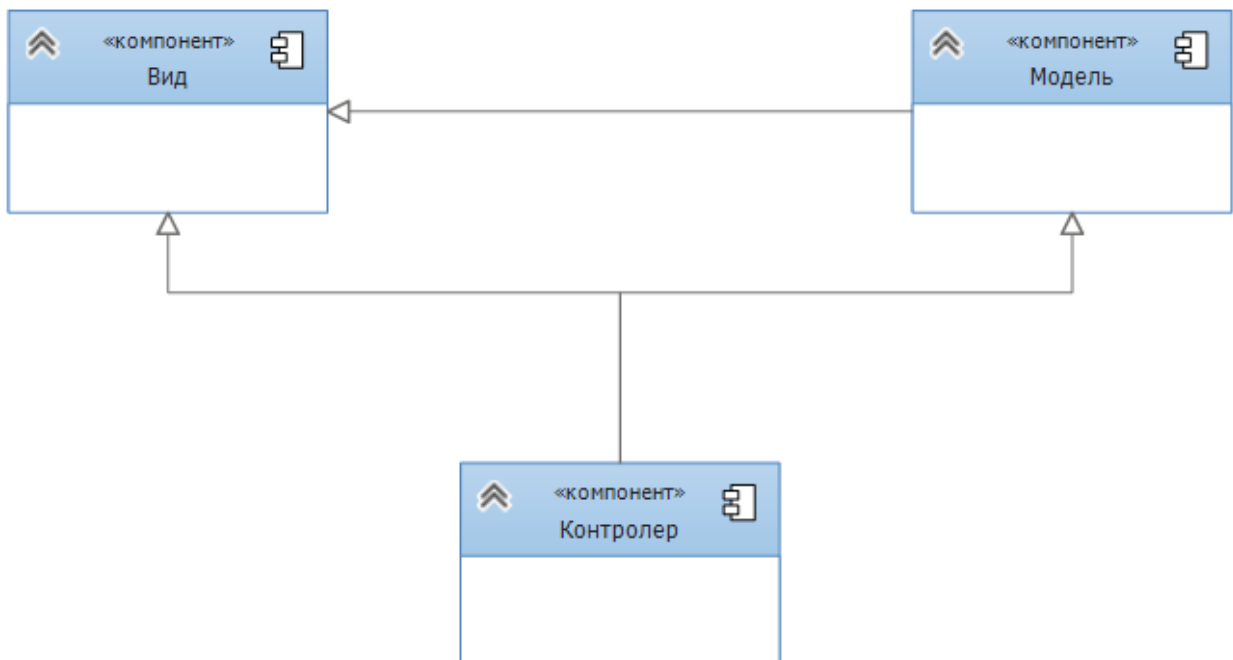 «компонент»
Вид
«компонент»
Модель
«компонент»
Контролер